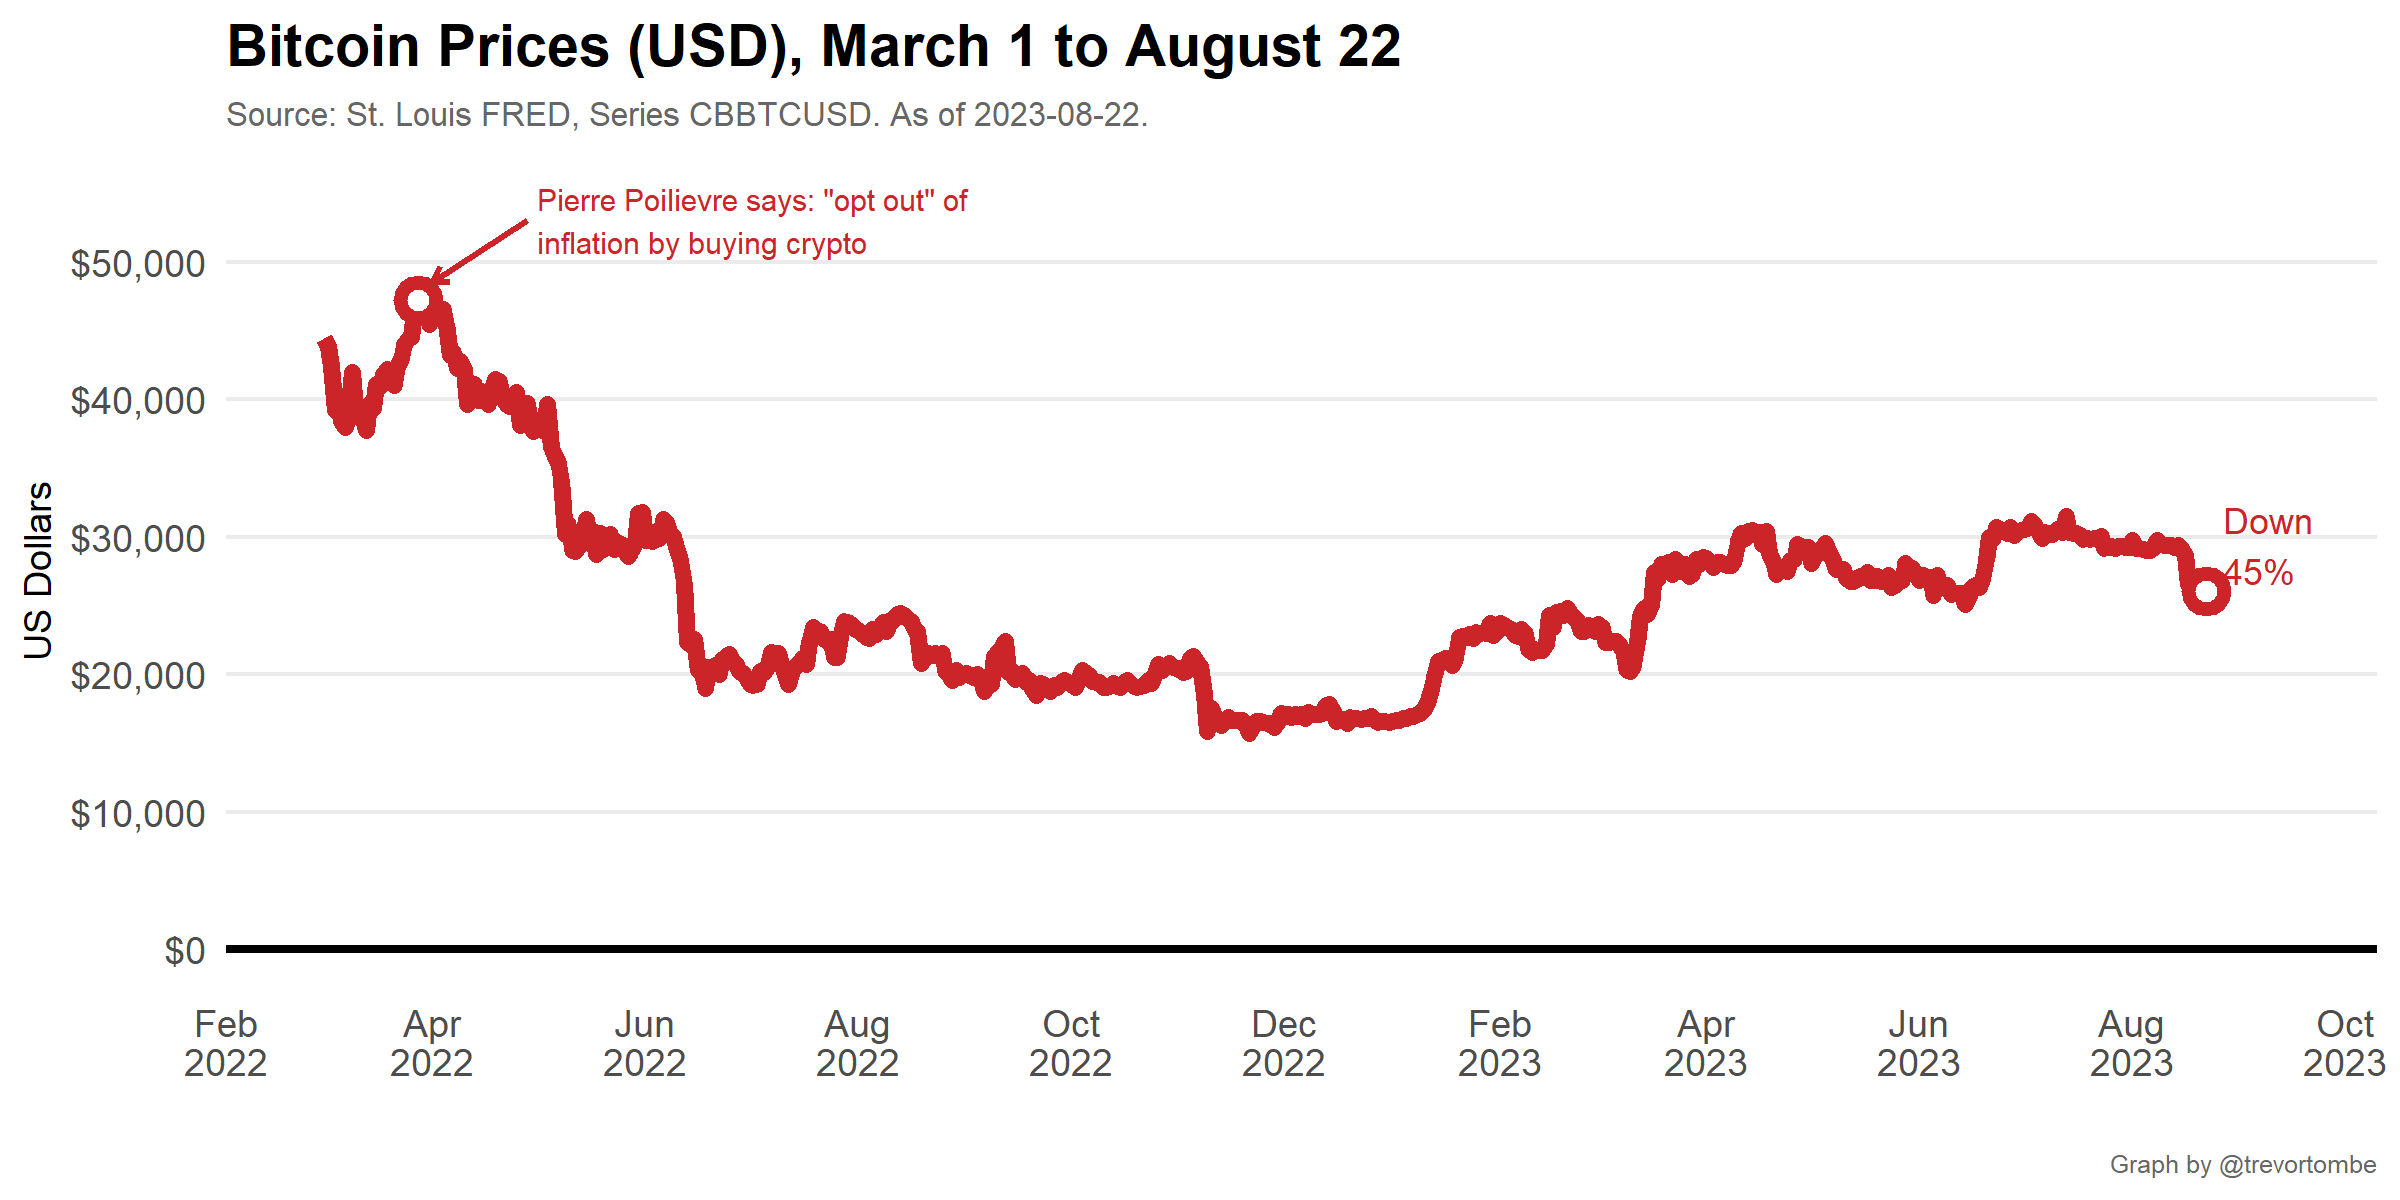 Bitcoin Prices (USD), March 1 to August 22
Source: St. Louis FRED, Series CBBTCUSD. As of 2023-08-22.
Pierre Poilievre says: "opt out" of
inflation by buying crypto
$50,000
$40,000
$30,000
$20,000
$10,000
$0
US Dollars
Down
45%
Feb Apr Jun Aug Oct Dec Feb Apr Jun Aug Oct
2022 2022 2022 2022 2022 2022 2023 2023 2023 2023 2023
Graph by @trevortombe